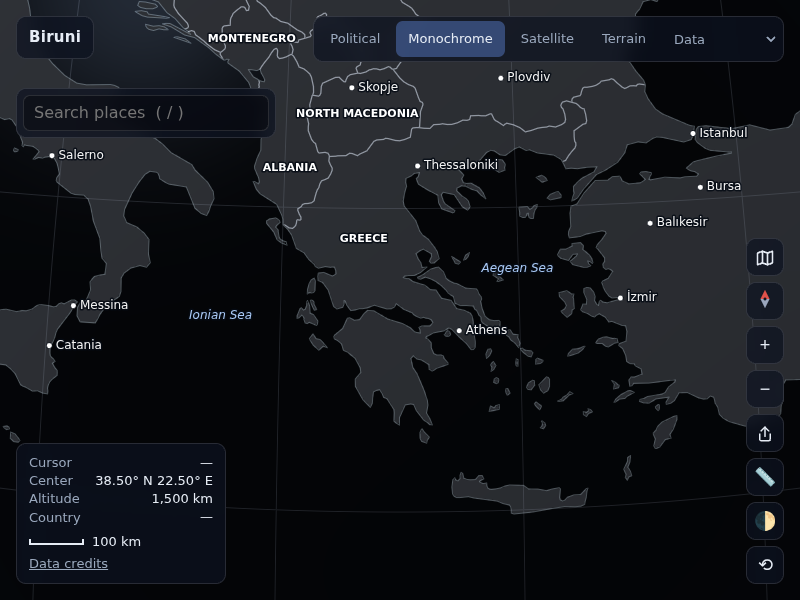 Biruni
Political
Monochrome
Satellite
Terrain
Data
Search places ( / )
MONTENEGRO
Skopje
Plovdiv
NORTH MACEDONIA
Istanbul
Salerno
ALBANIA
Thessaloniki
Bursa
Balıkesir
GREECE
Aegean Sea
İzmir
Messina
Ionian Sea
Athens
Catania
+
−
Cursor —
Center 38.50° N 22.50° E
Altitude 1,500 km
Country —
100 km
Data credits